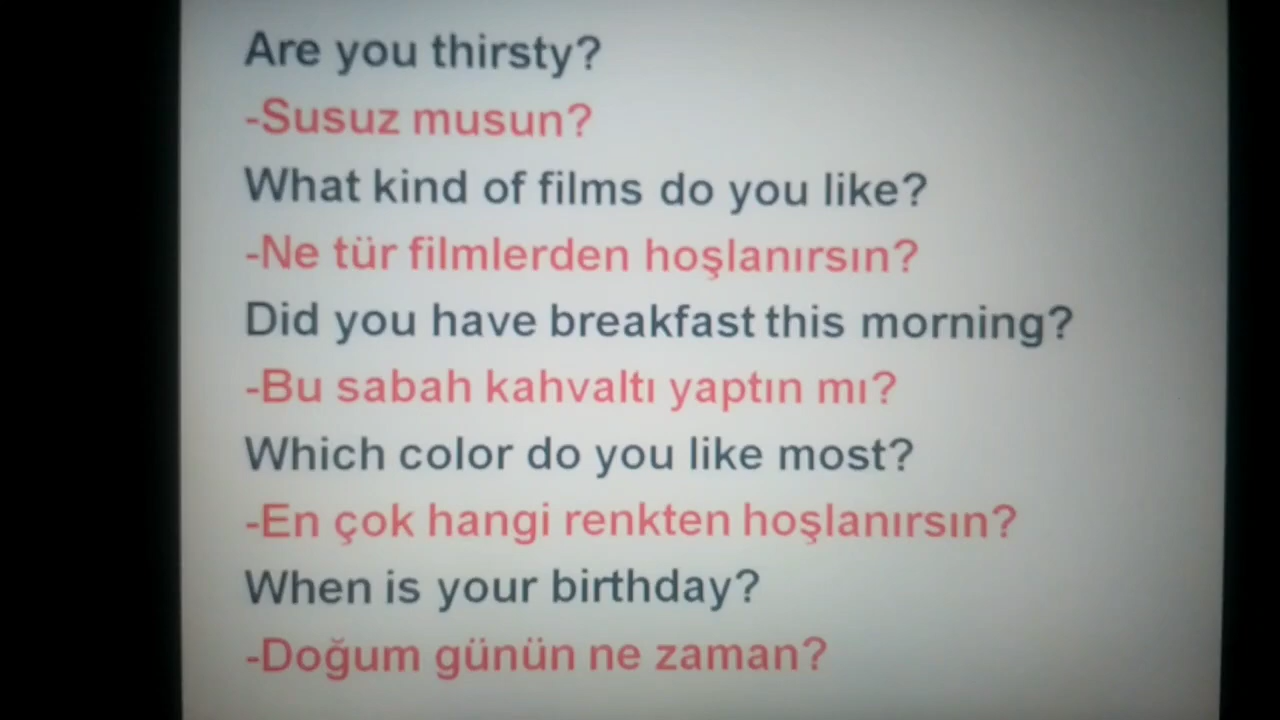 Are you thirsty?
-Susuz musun?
What kind of films do you like?
-Ne tür filmlerden hoşlanırsın?
Did you have breakfast this morning?
-Bu sabah kahvaltı yaptın mı?
Which color do you like most?
-En çok hangi renkten hoşlanırsın?
When is your birthday?
-Doğum günün ne zaman?